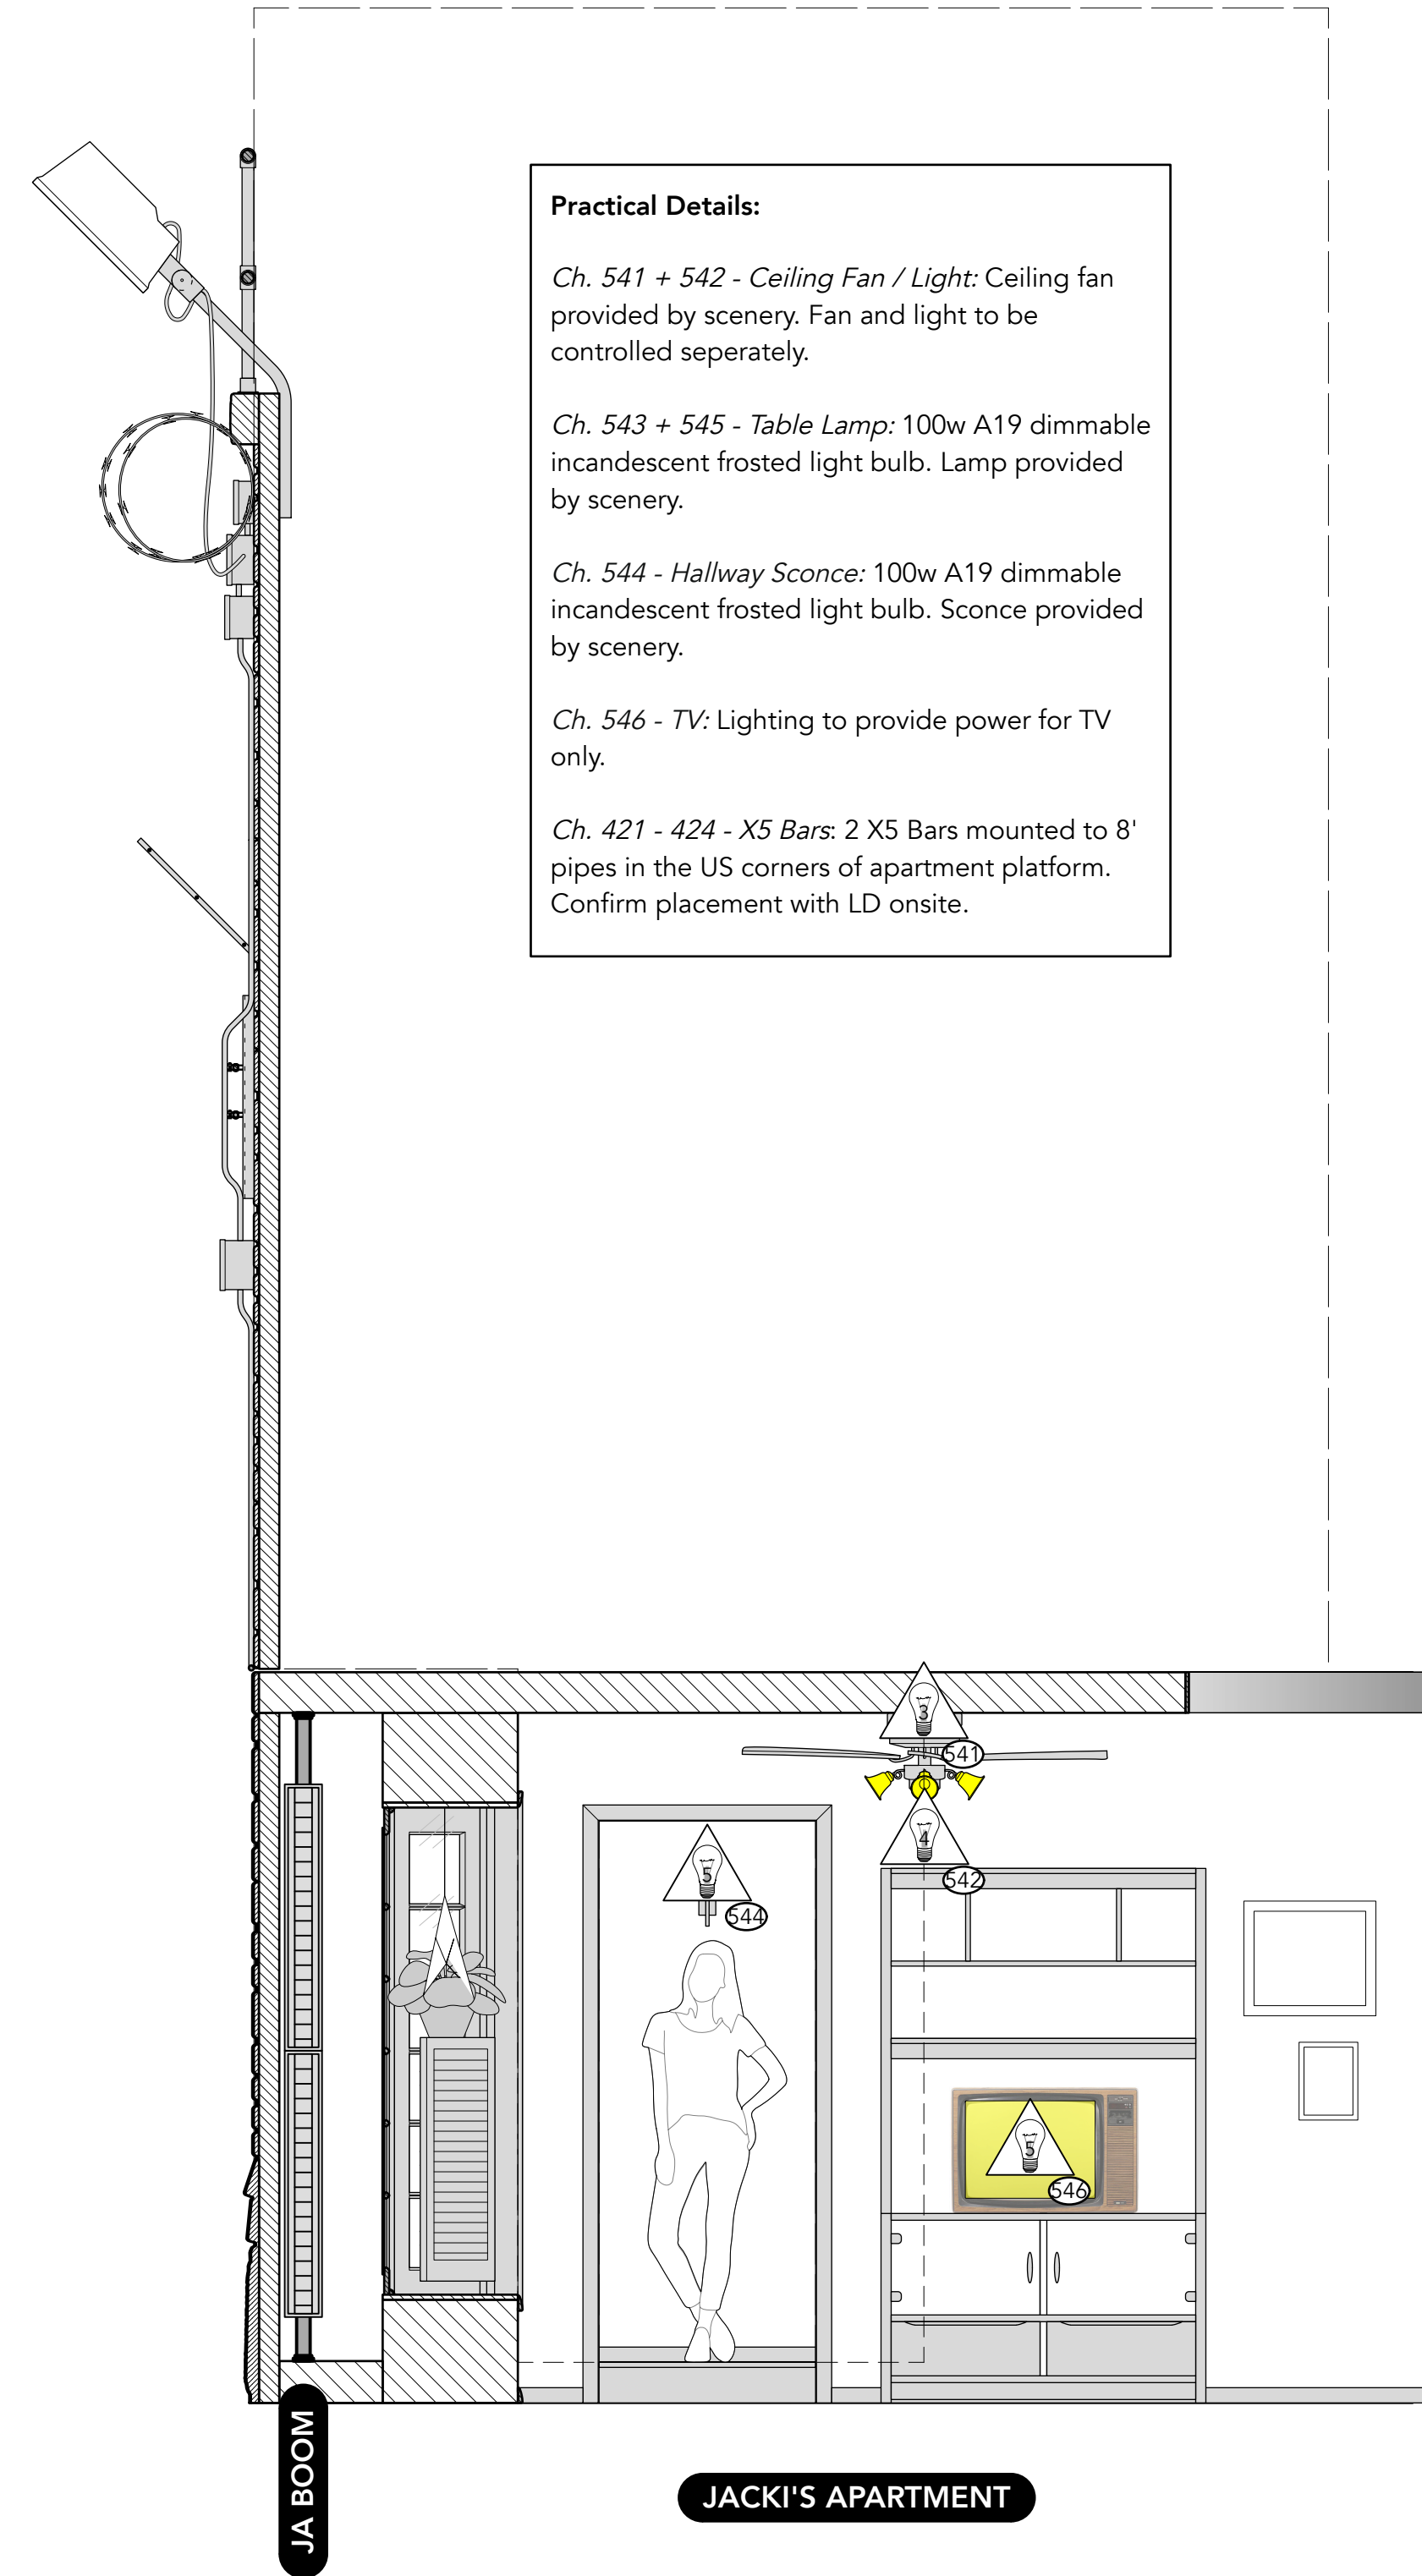 Practical Details:
Ch. 541 + 542 - Ceiling Fan / Light: Ceiling fan
provided by scenery. Fan and light to be
controlled seperately.
Ch. 543 + 545 - Table Lamp: 100w A19 dimmable
incandescent frosted light bulb. Lamp provided
by scenery.
Ch. 544 - Hallway Sconce: 100w A19 dimmable
incandescent frosted light bulb. Sconce provided
by scenery.
Ch. 546 - TV: Lighting to provide power for TV
only.
Ch. 421 - 424 - X5 Bars: 2 X5 Bars mounted to 8'
pipes in the US corners of apartment platform.
Confirm placement with LD onsite.
3
541
4
542
5
544
5
546
JA BOOM
JACKI'S APARTMENT